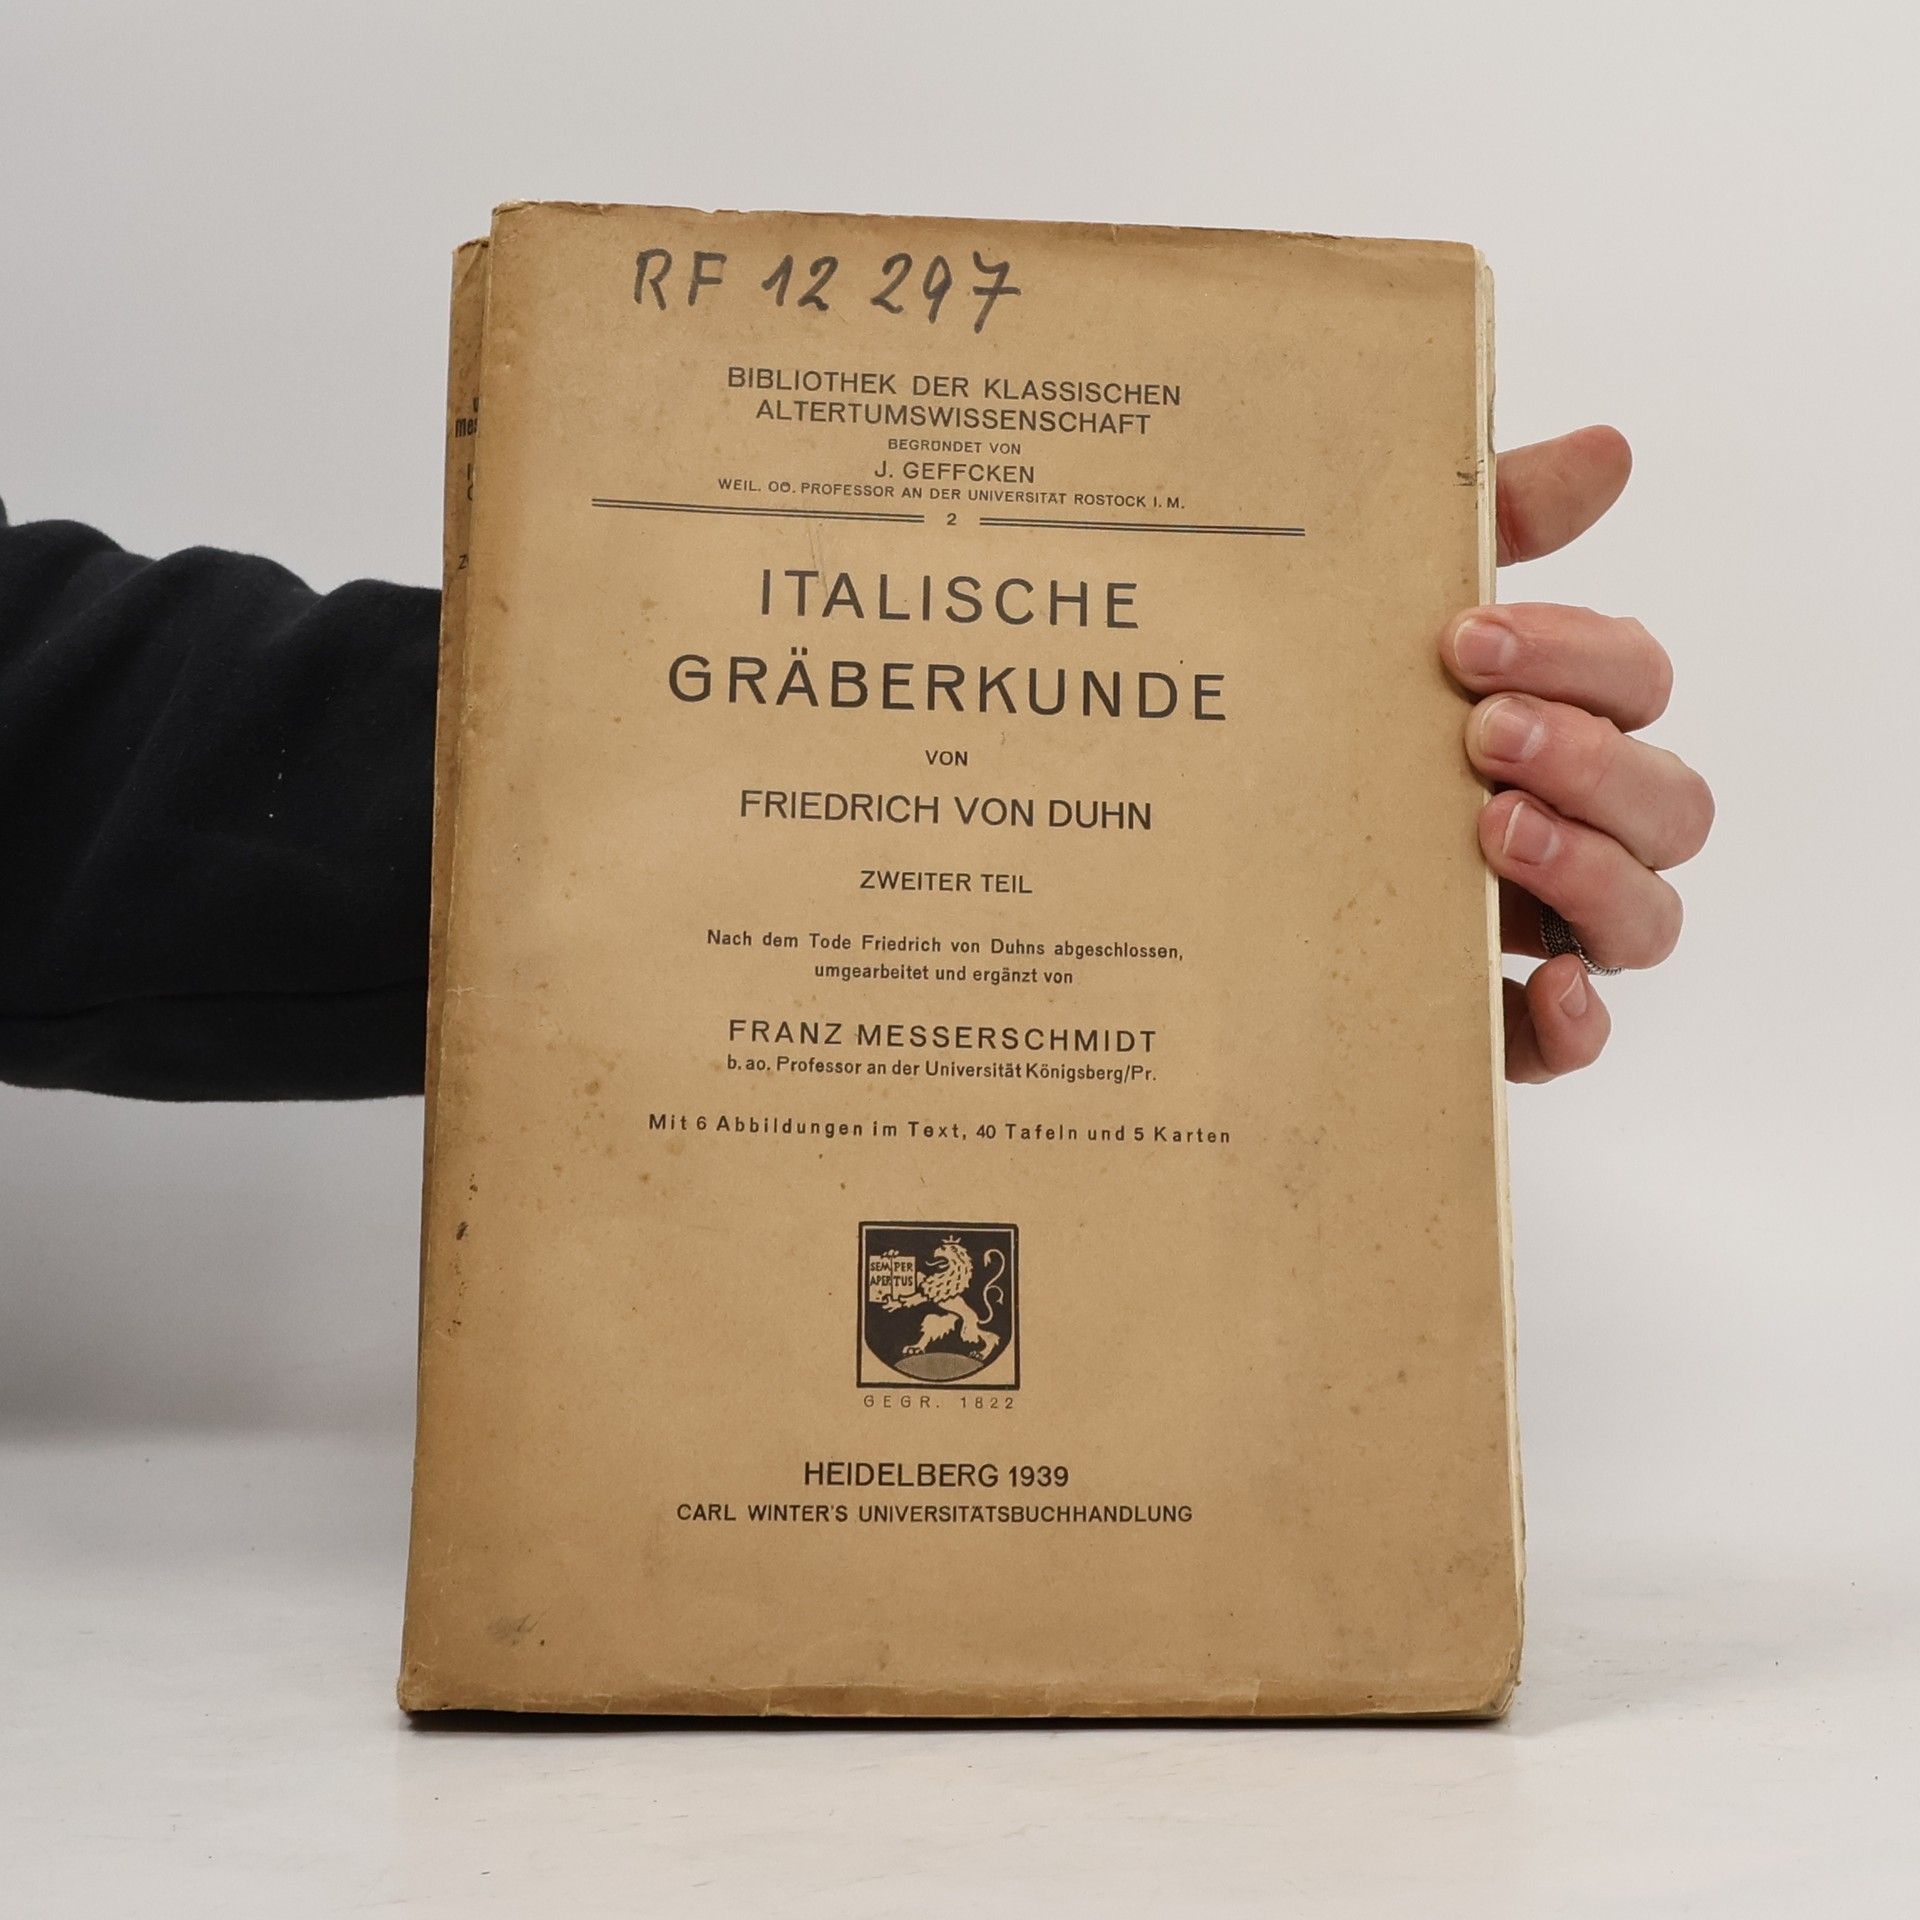 RF 12 297
BIBLIOTHEK DER KLASSISCHEN
ALTERTUMSWISSENSCHAFT
BEGRÜNDET VON
J. GEFFCKEN
WEIL. OÖ. PROFESSOR AN DER UNIVERSITÄT ROSTOCK I. M.
2
ITALISCHE
GRÄBERKUNDE
VON
FRIEDRICH VON DUHN
ZWEITER TEIL
Nach dem Tode Friedrich von Duhns abgeschlossen,
umgearbeitet und ergänzt von
FRANZ MESSERSCHMIDT
b. ao. Professor an der Universität Königsberg/Pr.
Mit 6 Abbildungen im Text, 40 Tafeln und 5 Karten
SEMPER
APERTUS
GEGR. 1822
HEIDELBERG 1939
CARL WINTER'S UNIVERSITÄTSBUCHHANDLUNG